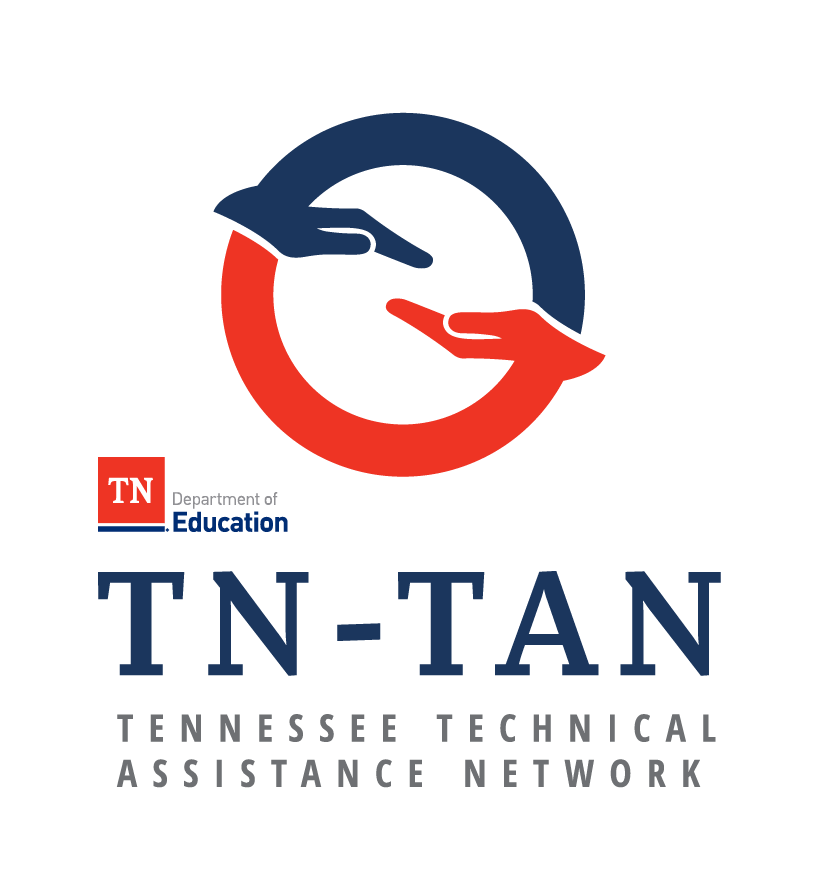 TN
Department of
Education
TN-TAN
TENNESSEE TECHNICAL
ASSISTANCE NETWORK